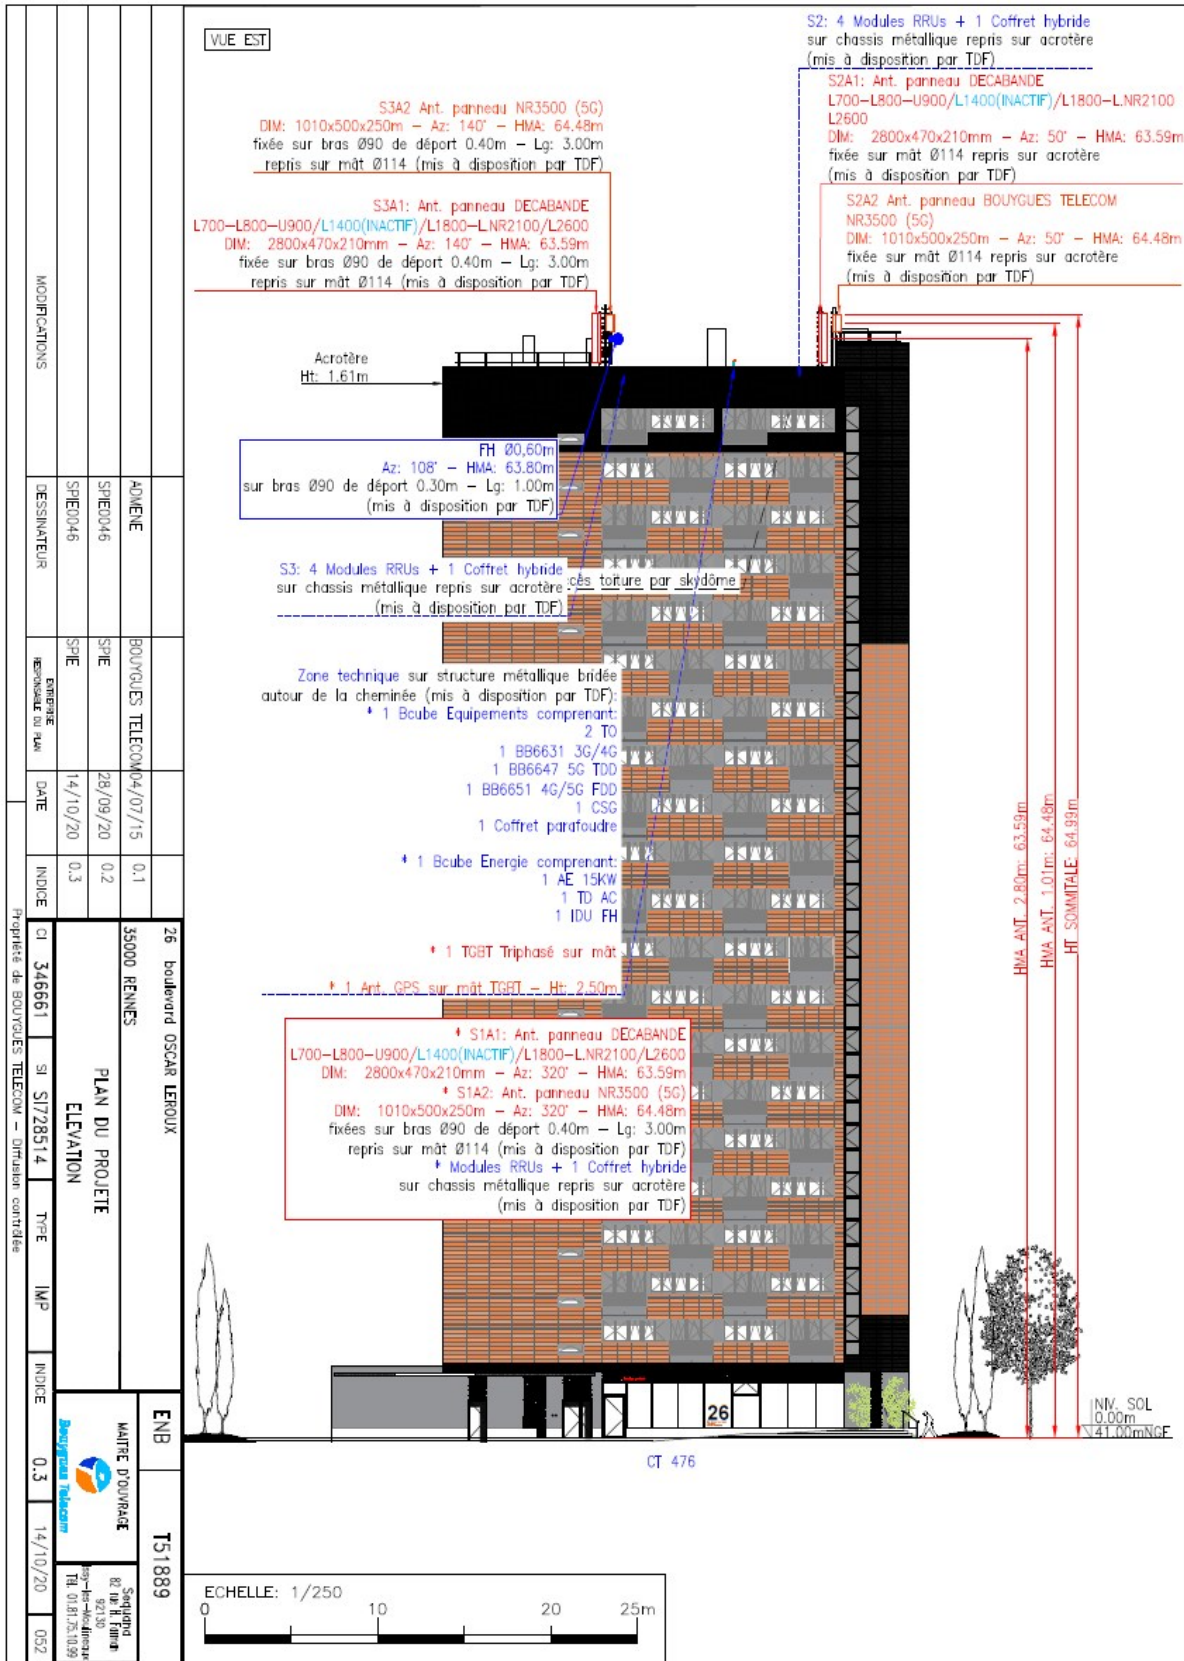 VUE EST
S2: 4 Modules RRUs + 1 Coffret hybride
sur chassis métallique repris sur acrotère
(mis à disposition par TDF)
S2A1: Ant. panneau DECABANDE
L700-L800-U900/L1400(INACTIF)/L1800-L.NR2100
L2600
DIM: 2800x470x210mm - Az: 50° - HMA: 63.59m
fixée sur mât Ø114 repris sur acrotère
(mis à disposition par TDF)
S2A2 Ant. panneau BOUYGUES TELECOM
NR3500 (5G)
DIM: 1010x500x250m - Az: 50° - HMA: 64.48m
fixée sur mât Ø114 repris sur acrotère
(mis à disposition par TDF)
S3A2 Ant. panneau NR3500 (5G)
DIM: 1010x500x250m - Az: 140° - HMA: 64.48m
fixée sur bras Ø90 de départ 0.40m - Lg: 3.00m
repris sur mât Ø114 (mis à disposition par TDF)
S3A1: Ant. panneau DECABANDE
L700-L800-U900/L1400(INACTIF)/L1800-L.NR2100/L2600
DIM: 2800x470x210mm - Az: 140° - HMA: 63.59m
fixée sur bras Ø90 de départ 0.40m - Lg: 3.00m
repris sur mât Ø114 (mis à disposition par TDF)
Acrotère
Ht: 1.61m
FH Ø0,60m
Az: 108° - HMA: 63.80m
sur bras Ø90 de départ 0.30m - Lg: 1.00m
(mis à disposition par TDF)
S3: 4 Modules RRUs + 1 Coffret hybride
sur chassis métallique repris sur acrotère
(mis à disposition par TDF)
cès toiture par skydôme
Zone technique sur structure métallique bridée
autour de la cheminée (mis à disposition par TDF):
* 1 Bcube Equipements comprenant:
2 TO
1 BB6631 3G/4G
1 BB6647 5G TDD
1 BB6651 4G/5G FDD
1 CSG
1 Coffret parafoudre
* 1 Bcube Energie comprenant:
1 AE 15KW
1 TD AC
1 IDU FH
* 1 TGBT Triphasé sur mât
* 1 Ant. GPS sur mât TGBT - Ht: 2.50m
* S1A1: Ant. panneau DECABANDE
L700-L800-U900/L1400(INACTIF)/L1800-L.NR2100/L2600
DIM: 2800x470x210mm - Az: 320° - HMA: 63.59m
* S1A2: Ant. panneau NR3500 (5G)
DIM: 1010x500x250m - Az: 320° - HMA: 64.48m
fixées sur bras Ø90 de départ 0.40m - Lg: 3.00m
repris sur mât Ø114 (mis à disposition par TDF)
* Modules RRUs + 1 Coffret hybride
sur chassis métallique repris sur acrotère
(mis à disposition par TDF)
HMA ANT. 2.80m: 63.59m
HMA ANT. 1.01m: 64.48m
HT SOMMITALE: 64.99m
26
NIV. SOL
0.00m
41.00mNGF
CT 476
ECHELLE: 1/250
0 10 20 25m
MODIFICATIONS DESSINATEUR ENTREPRISE RESPONSABLE DU PLAN DATE INDICE
ADMENE BOUYGUES TELECOM 04/07/15 0.1
SPIE0046 SPIE 28/09/20 0.2
SPIE0046 SPIE 14/10/20 0.3
26 boulevard OSCAR LEROUX
35000 RENNES
PLAN DU PROJETE
ELEVATION
CI 346661 SI SI728514 TYPE IMP INDICE 0.3 14/10/20 052
ENB T51889
MAITRE D'OUVRAGE
Bouygues Telecom
Sequana
92130
Issy-les-Moulineaux
Tél. 01.81.75.10.99
Propriété de BOUYGUES TELECOM - Diffusion contrôlée